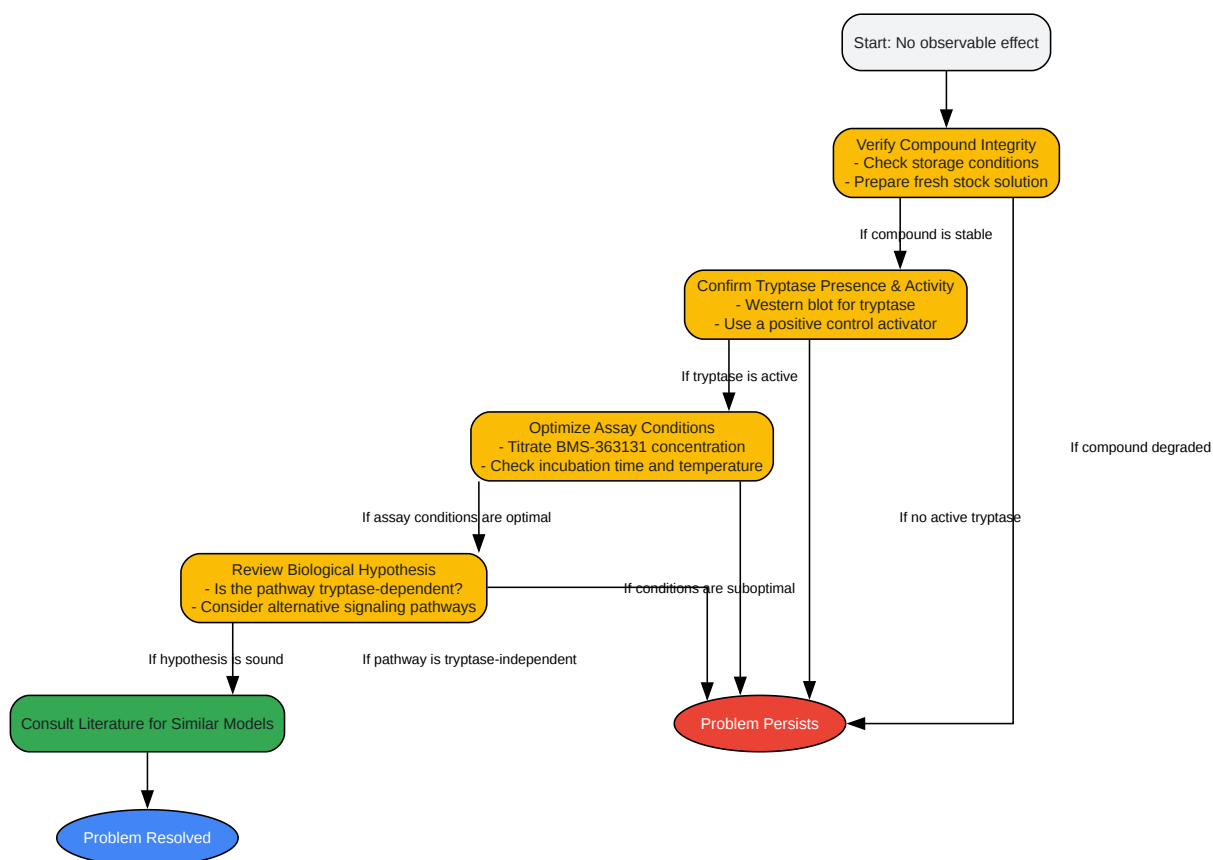 Start: No observable effect
Verify Compound Integrity
- Check storage conditions
- Prepare fresh stock solution
If compound is stable
Confirm Tryptase Presence & Activity
- Western blot for tryptase
- Use a positive control activator
If tryptase is active
Optimize Assay Conditions
- Titrate BMS-363131 concentration
- Check incubation time and temperature
If compound degraded
If assay conditions are optimal
If no active tryptase
Review Biological Hypothesis
- Is the pathway tryptase-dependent?
- Consider alternative signaling pathways
If conditions are suboptimal
If hypothesis is sound
If pathway is tryptase-independent
Consult Literature for Similar Models
Problem Persists
Problem Resolved